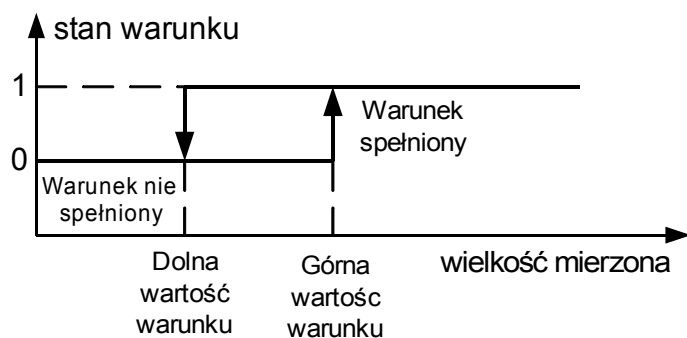 stan warunku
1
Warunek
spełniony
0
Warunek nie
spełniony
Dolna
wartość
warunku
Górna
wartośc
warunku
wielkość mierzona